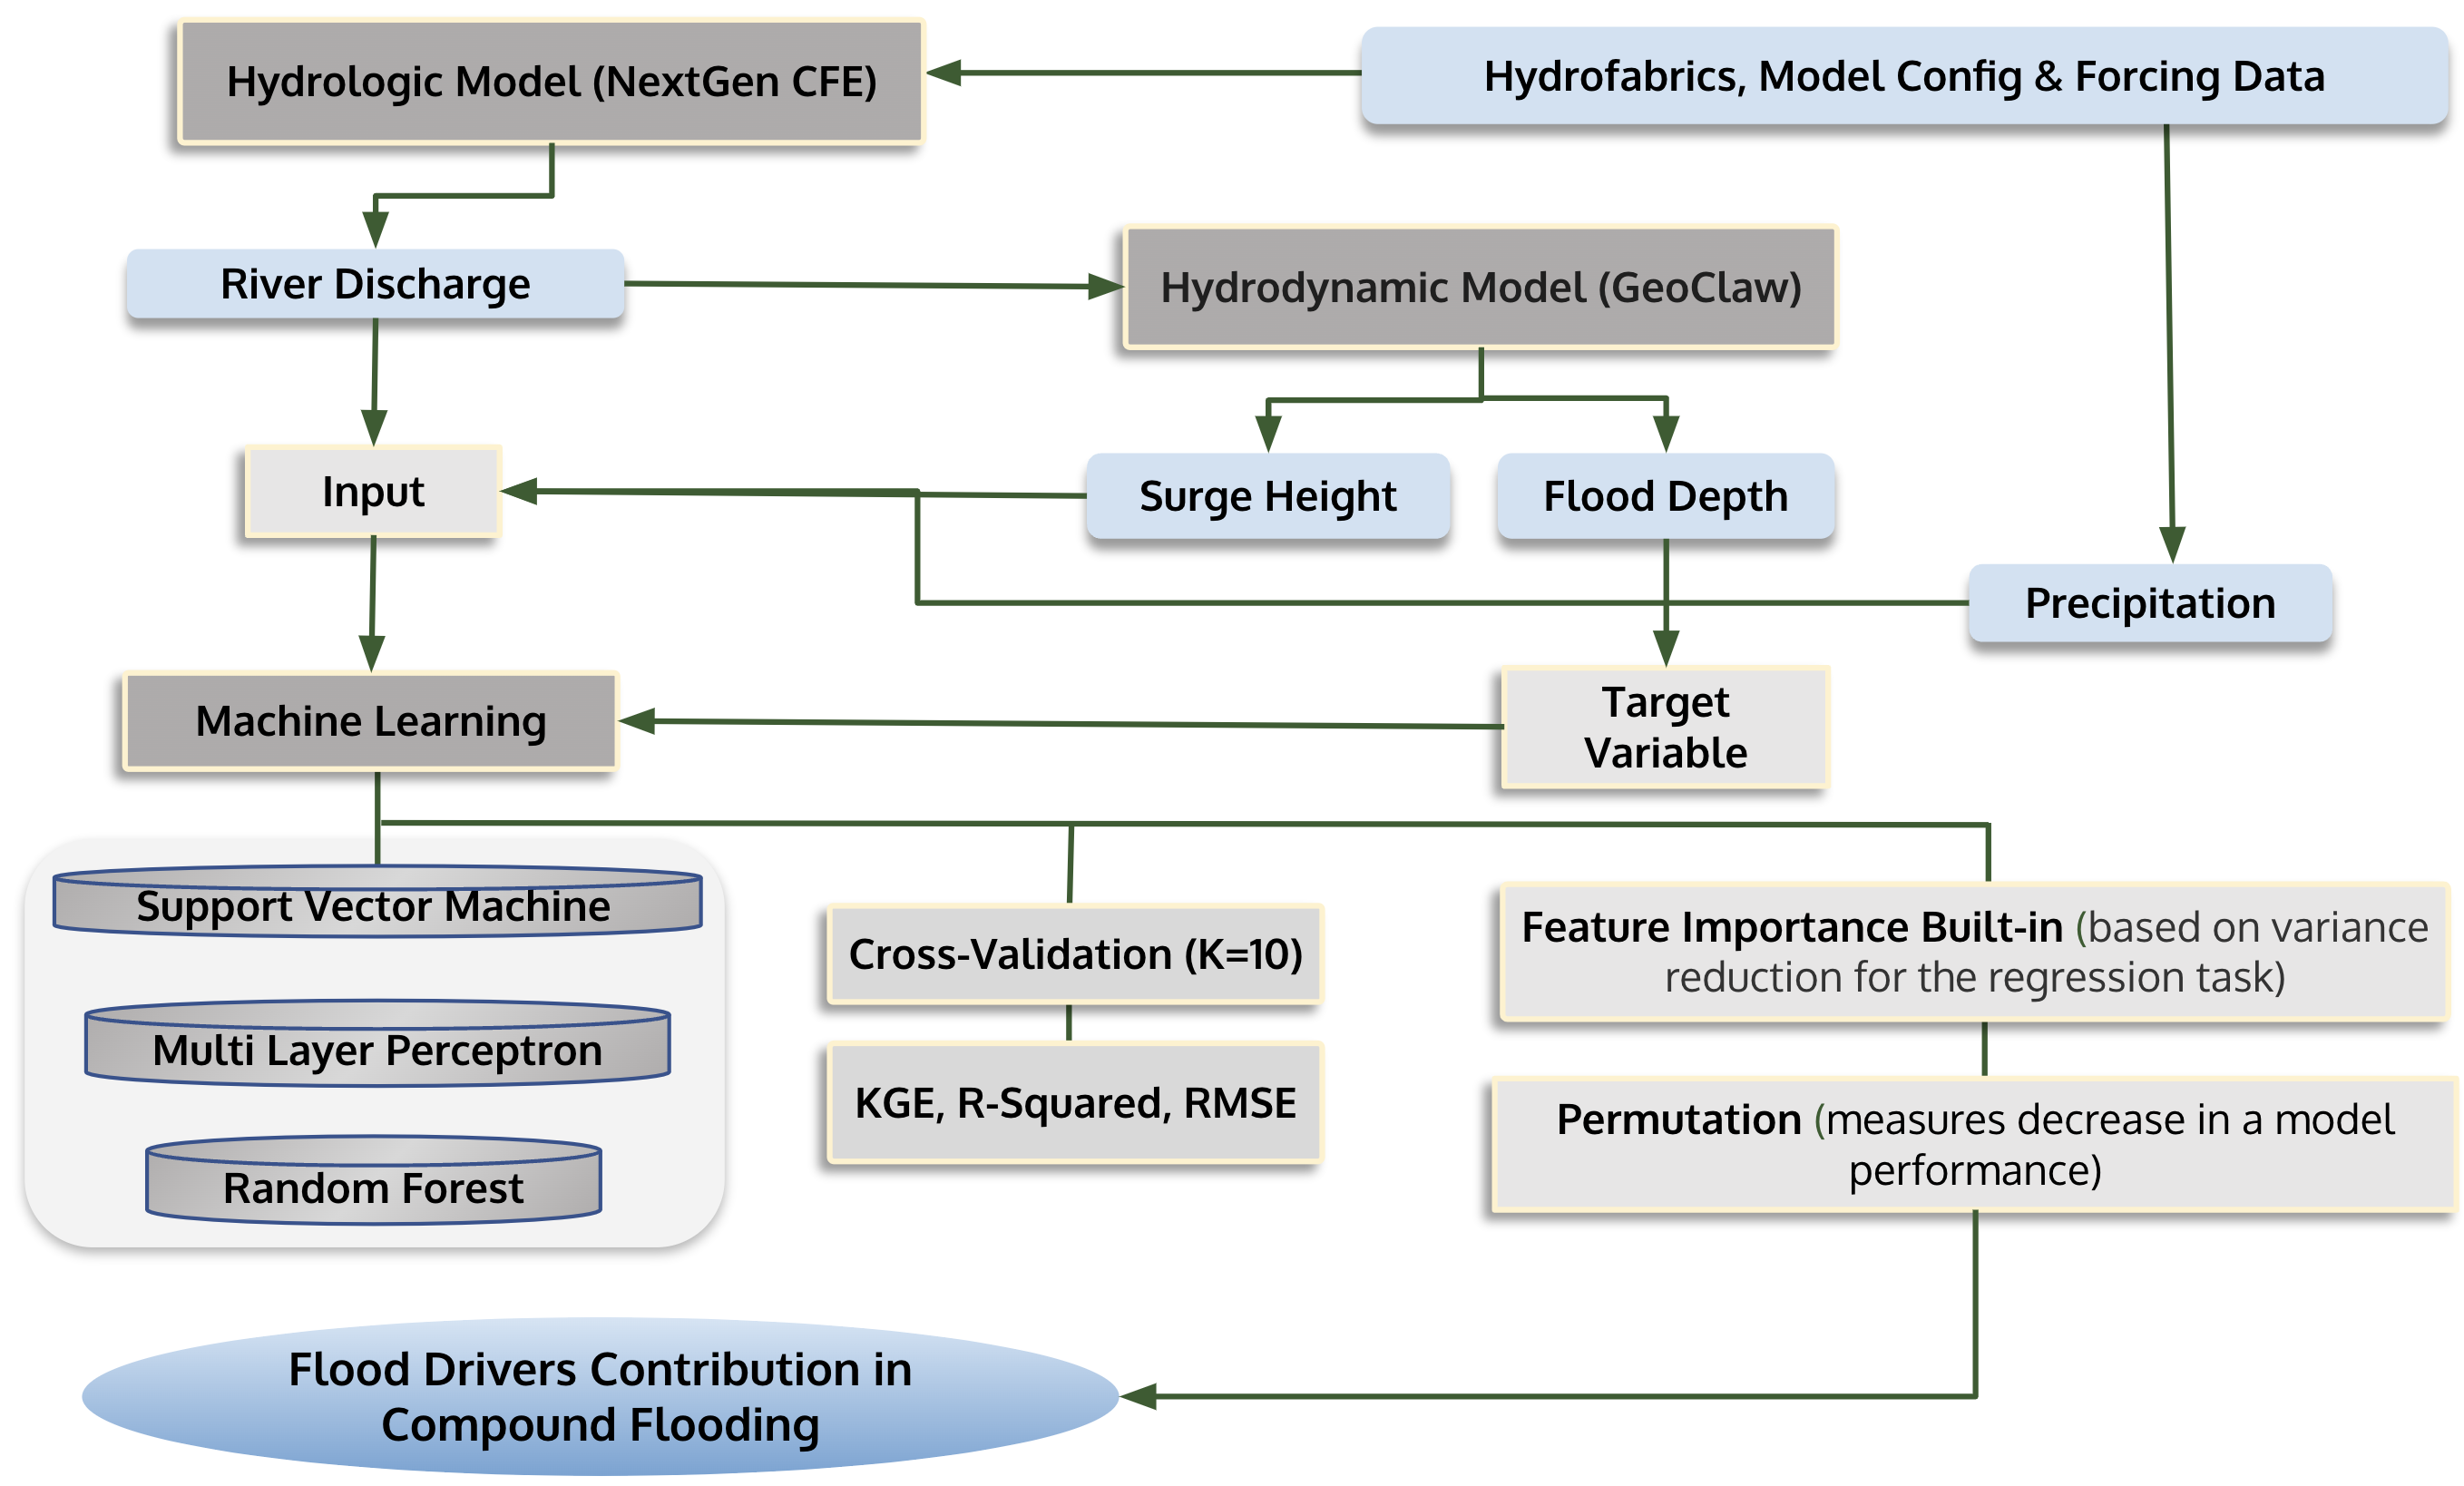 Hydrologic Model (NextGen CFE)
Hydrofabrics, Model Config & Forcing Data
River Discharge
Hydrodynamic Model (GeoClaw)
Input
Surge Height
Flood Depth
Precipitation
Machine Learning
Target
Variable
Support Vector Machine
Multi Layer Perceptron
Random Forest
Cross-Validation (K=10)
KGE, R-Squared, RMSE
Feature Importance Built-in (based on variance
reduction for the regression task)
Permutation (measures decrease in a model
performance)
Flood Drivers Contribution in
Compound Flooding